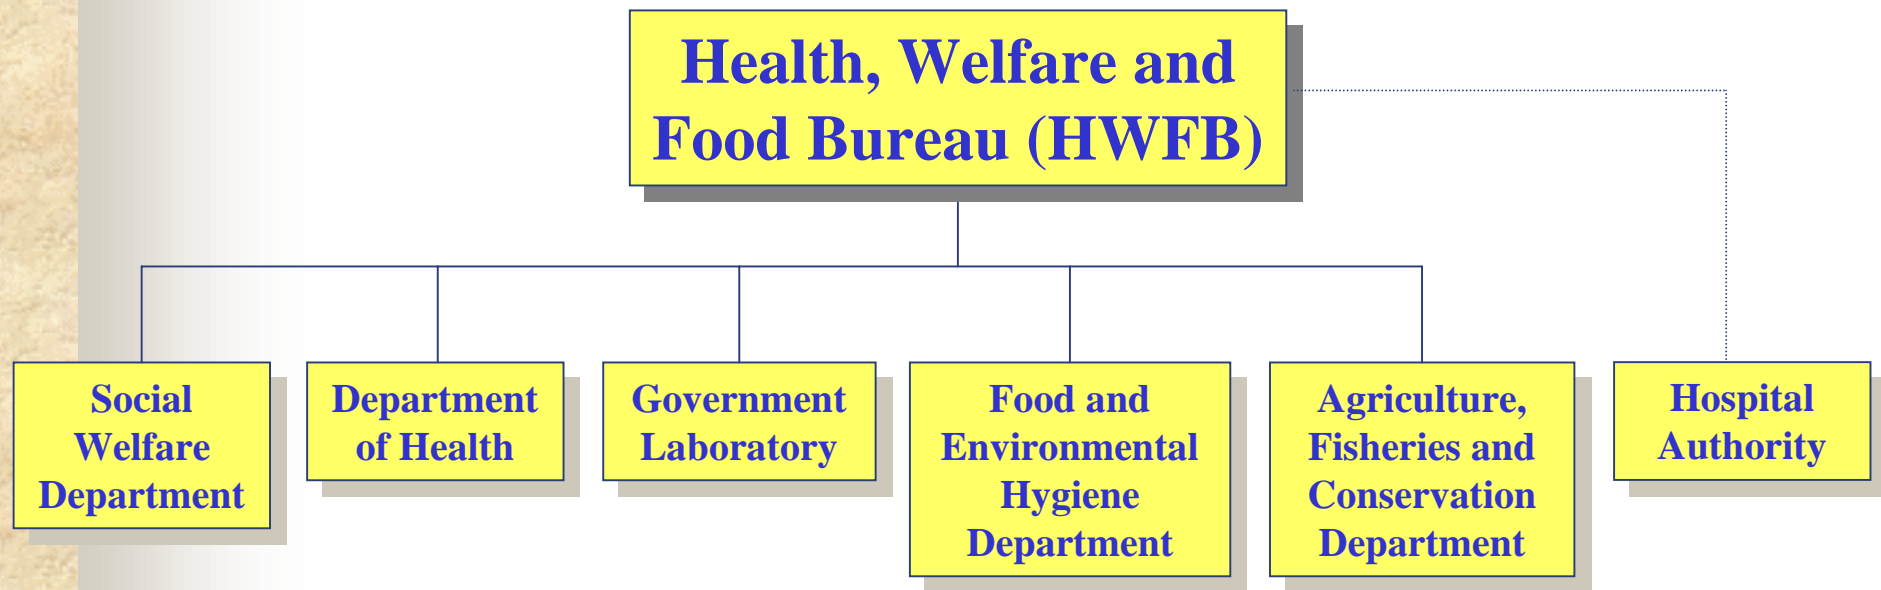 Health, Welfare and
Food Bureau (HWFB)
Social
Welfare
Department
Department
of Health
Government
Laboratory
Food and
Environmental
Hygiene
Department
Agriculture,
Fisheries and
Conservation
Department
Hospital
Authority